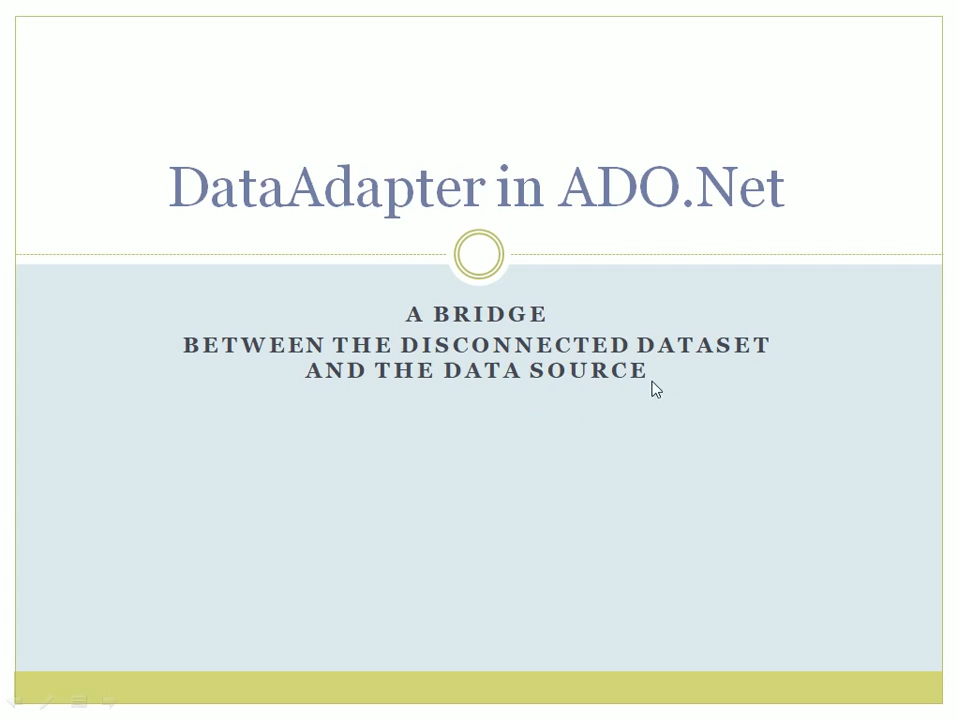 DataAdapter in ADO.Net
A BRIDGE
BETWEEN THE DISCONNECTED DATASET
AND THE DATA SOURCE